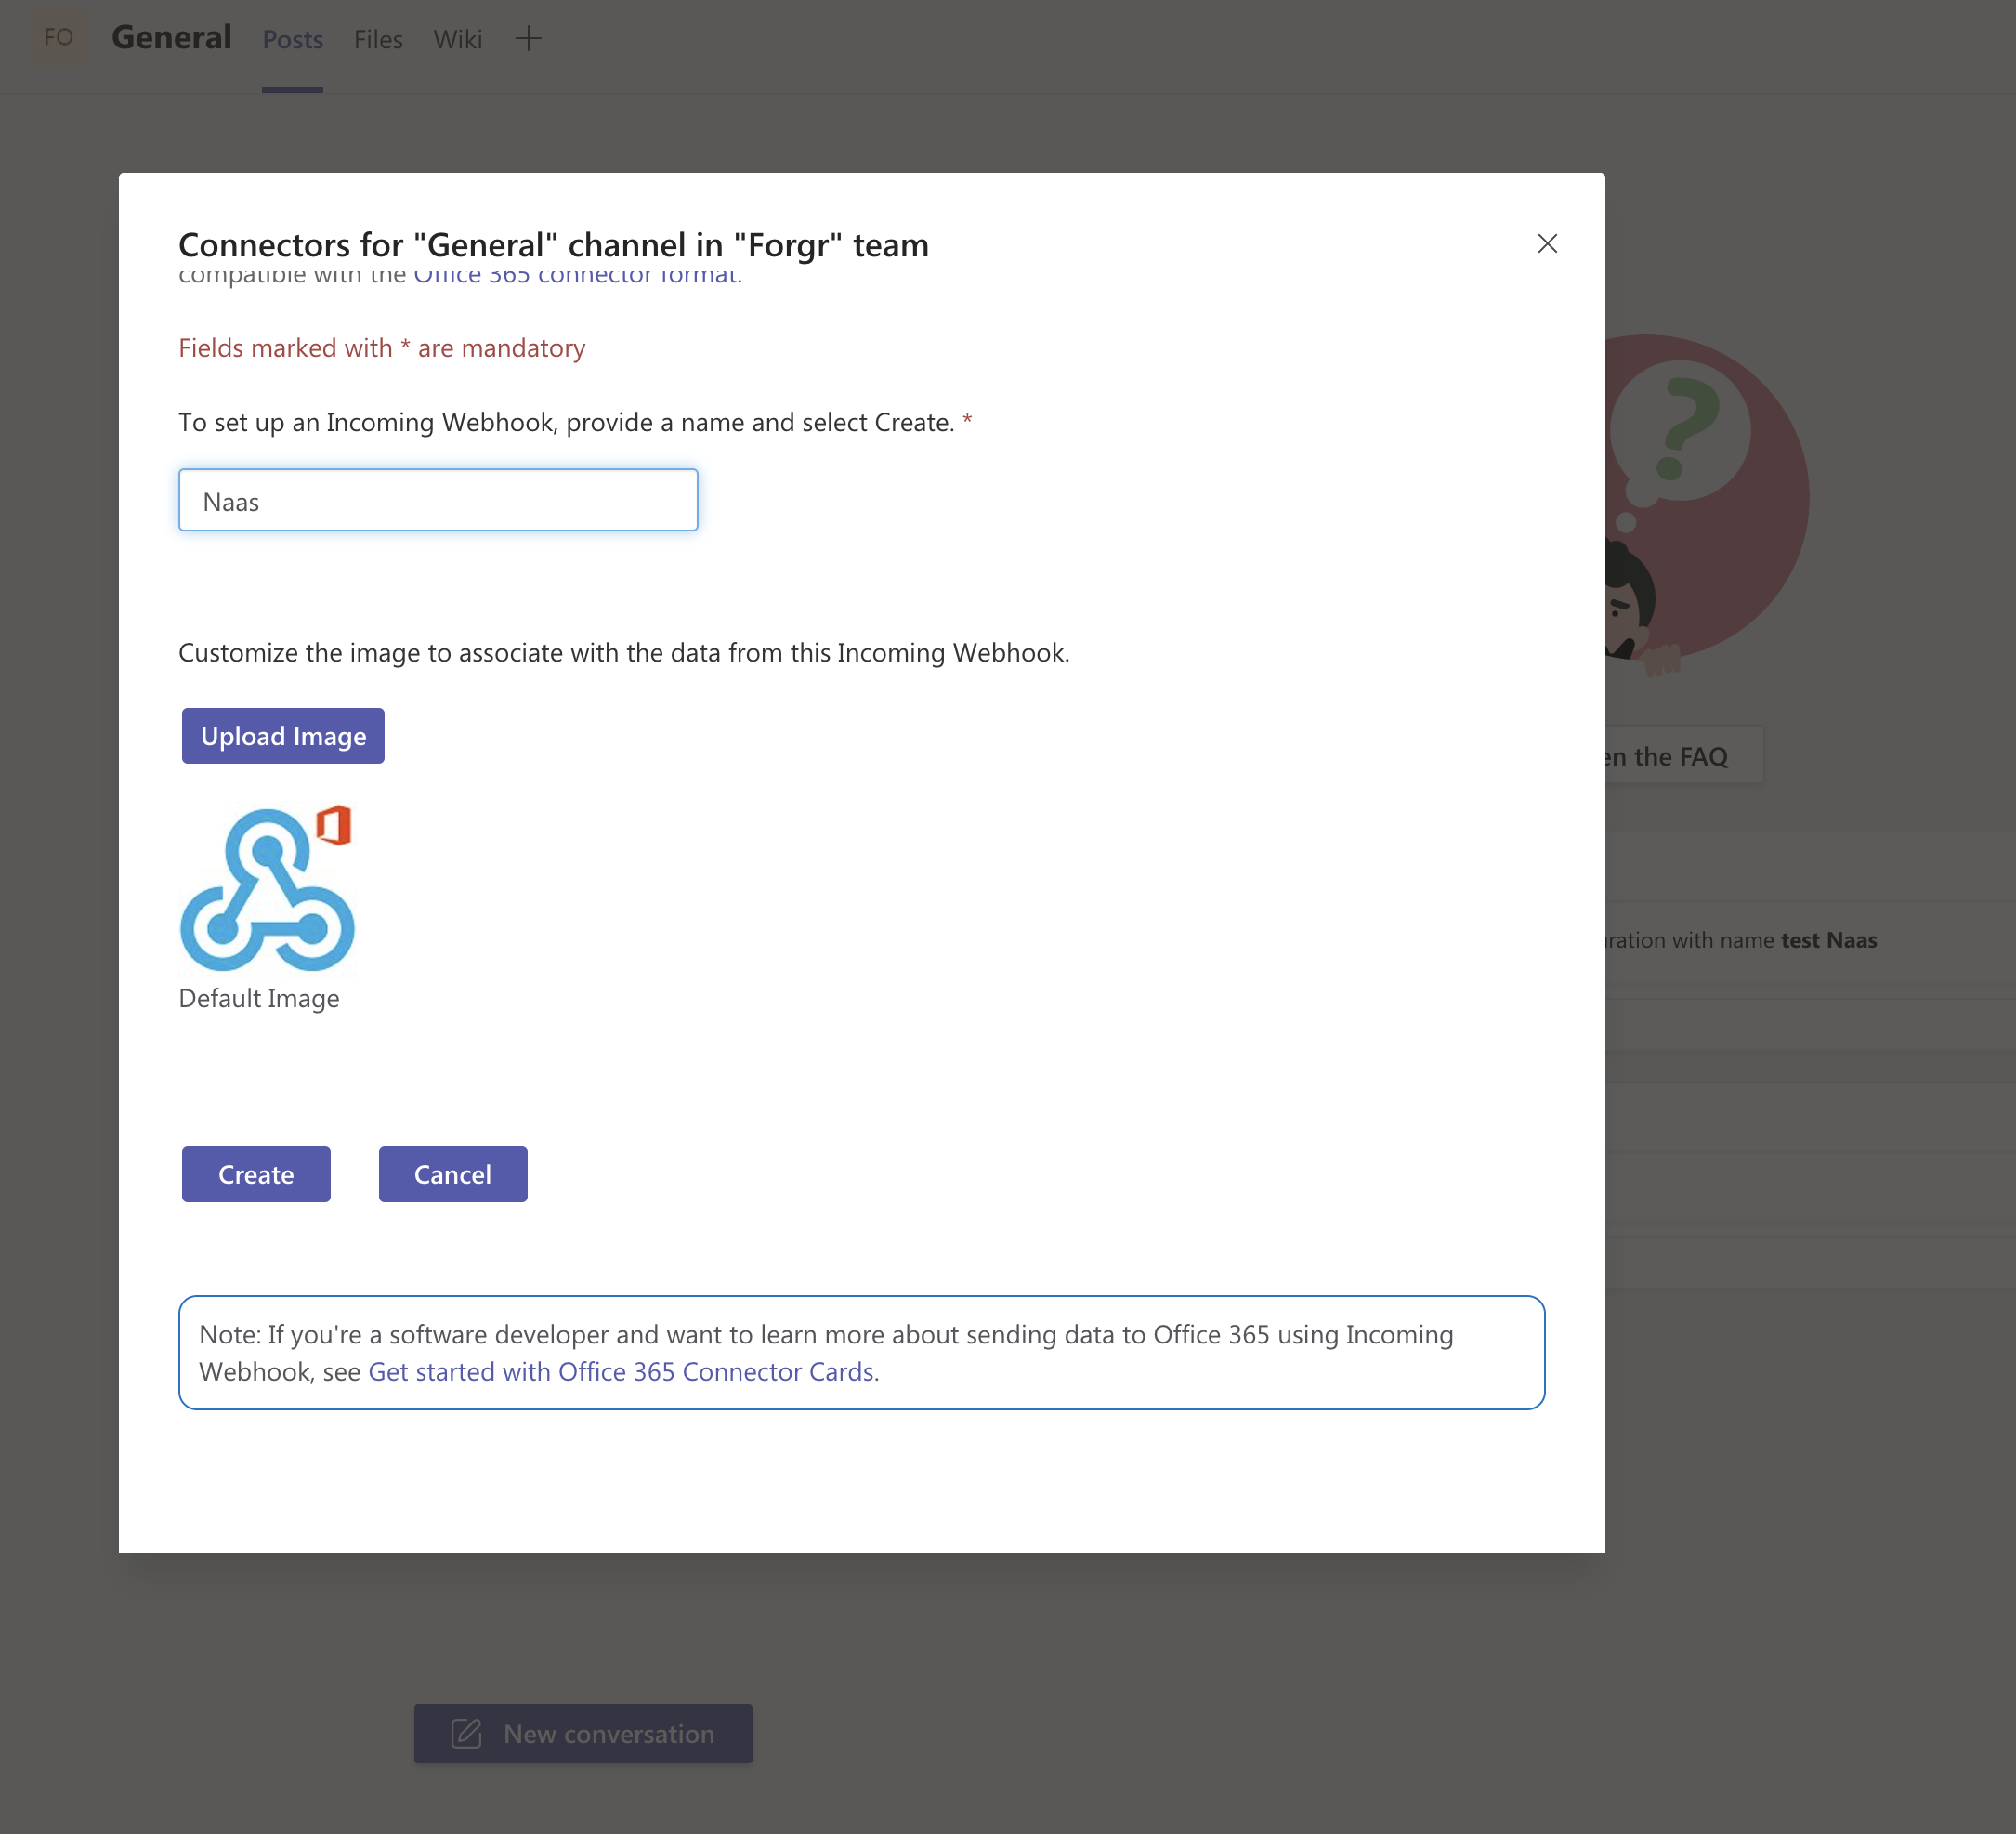 FO General Posts Files Wiki
Connectors for "General" channel in "Forgr" team
compatible with the Office 365 connector format.
Fields marked with * are mandatory
To set up an Incoming Webhook, provide a name and select Create. *
Naas
Customize the image to associate with the data from this Incoming Webhook.
Upload Image
en the FAQ
uration with name test Naas
Default Image
Create Cancel
Note: If you're a software developer and want to learn more about sending data to Office 365 using Incoming
Webhook, see Get started with Office 365 Connector Cards.
New conversation